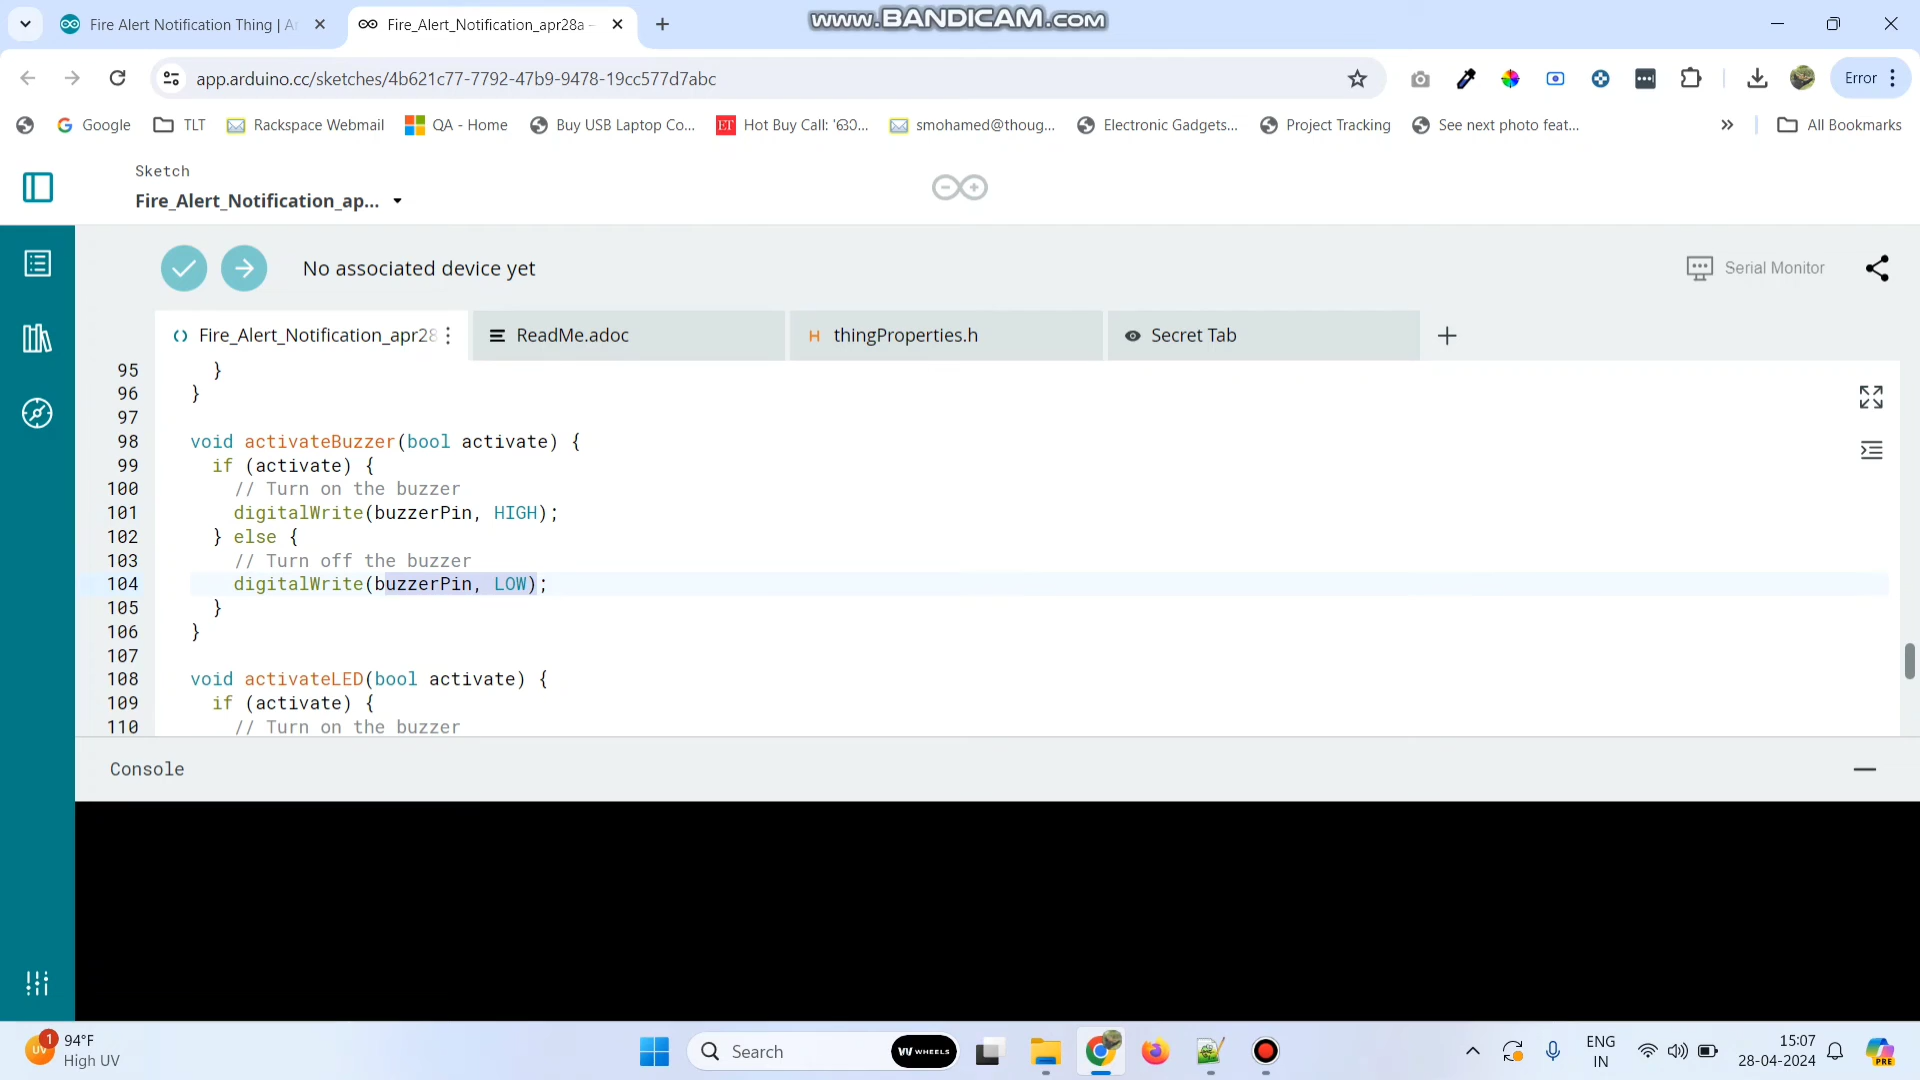 Fire Alert Notification Thing | A
Fire_Alert_Notification_apr28a -
www.BANDICAM.com
app.arduino.cc/sketches/4b621c77-7792-47b9-9478-19cc577d7abc
Error
Google
TLT
Rackspace Webmail
QA - Home
Buy USB Laptop Co...
ET
Hot Buy Call: 'ഓ...
smohamed@thoug...
Electronic Gadgets...
Project Tracking
See next photo feat...
All Bookmarks
Sketch
Fire_Alert_Notification_ap...
No associated device yet
Serial Monitor
Fire_Alert_Notification_apr28
ReadMe.adoc
H thingProperties.h
Secret Tab
95 }
96 }
97
98 void activateBuzzer(bool activate) {
99 if (activate) {
100 // Turn on the buzzer
101 digitalWrite(buzzerPin, HIGH);
102 } else {
103 // Turn off the buzzer
104 digitalWrite(buzzerPin, LOW);
105 }
106 }
107
108 void activateLED(bool activate) {
109 if (activate) {
110 // Turn on the buzzer
Console
UV
1
94°F
High UV
Search
WHEELS
ENG
IN
15:07
28-04-2024
PRE